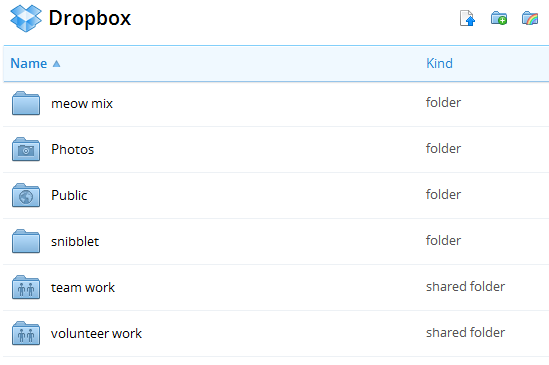 Dropbox
Name Kind
meow mix folder
Photos folder
Public folder
snibblet folder
team work shared folder
volunteer work shared folder